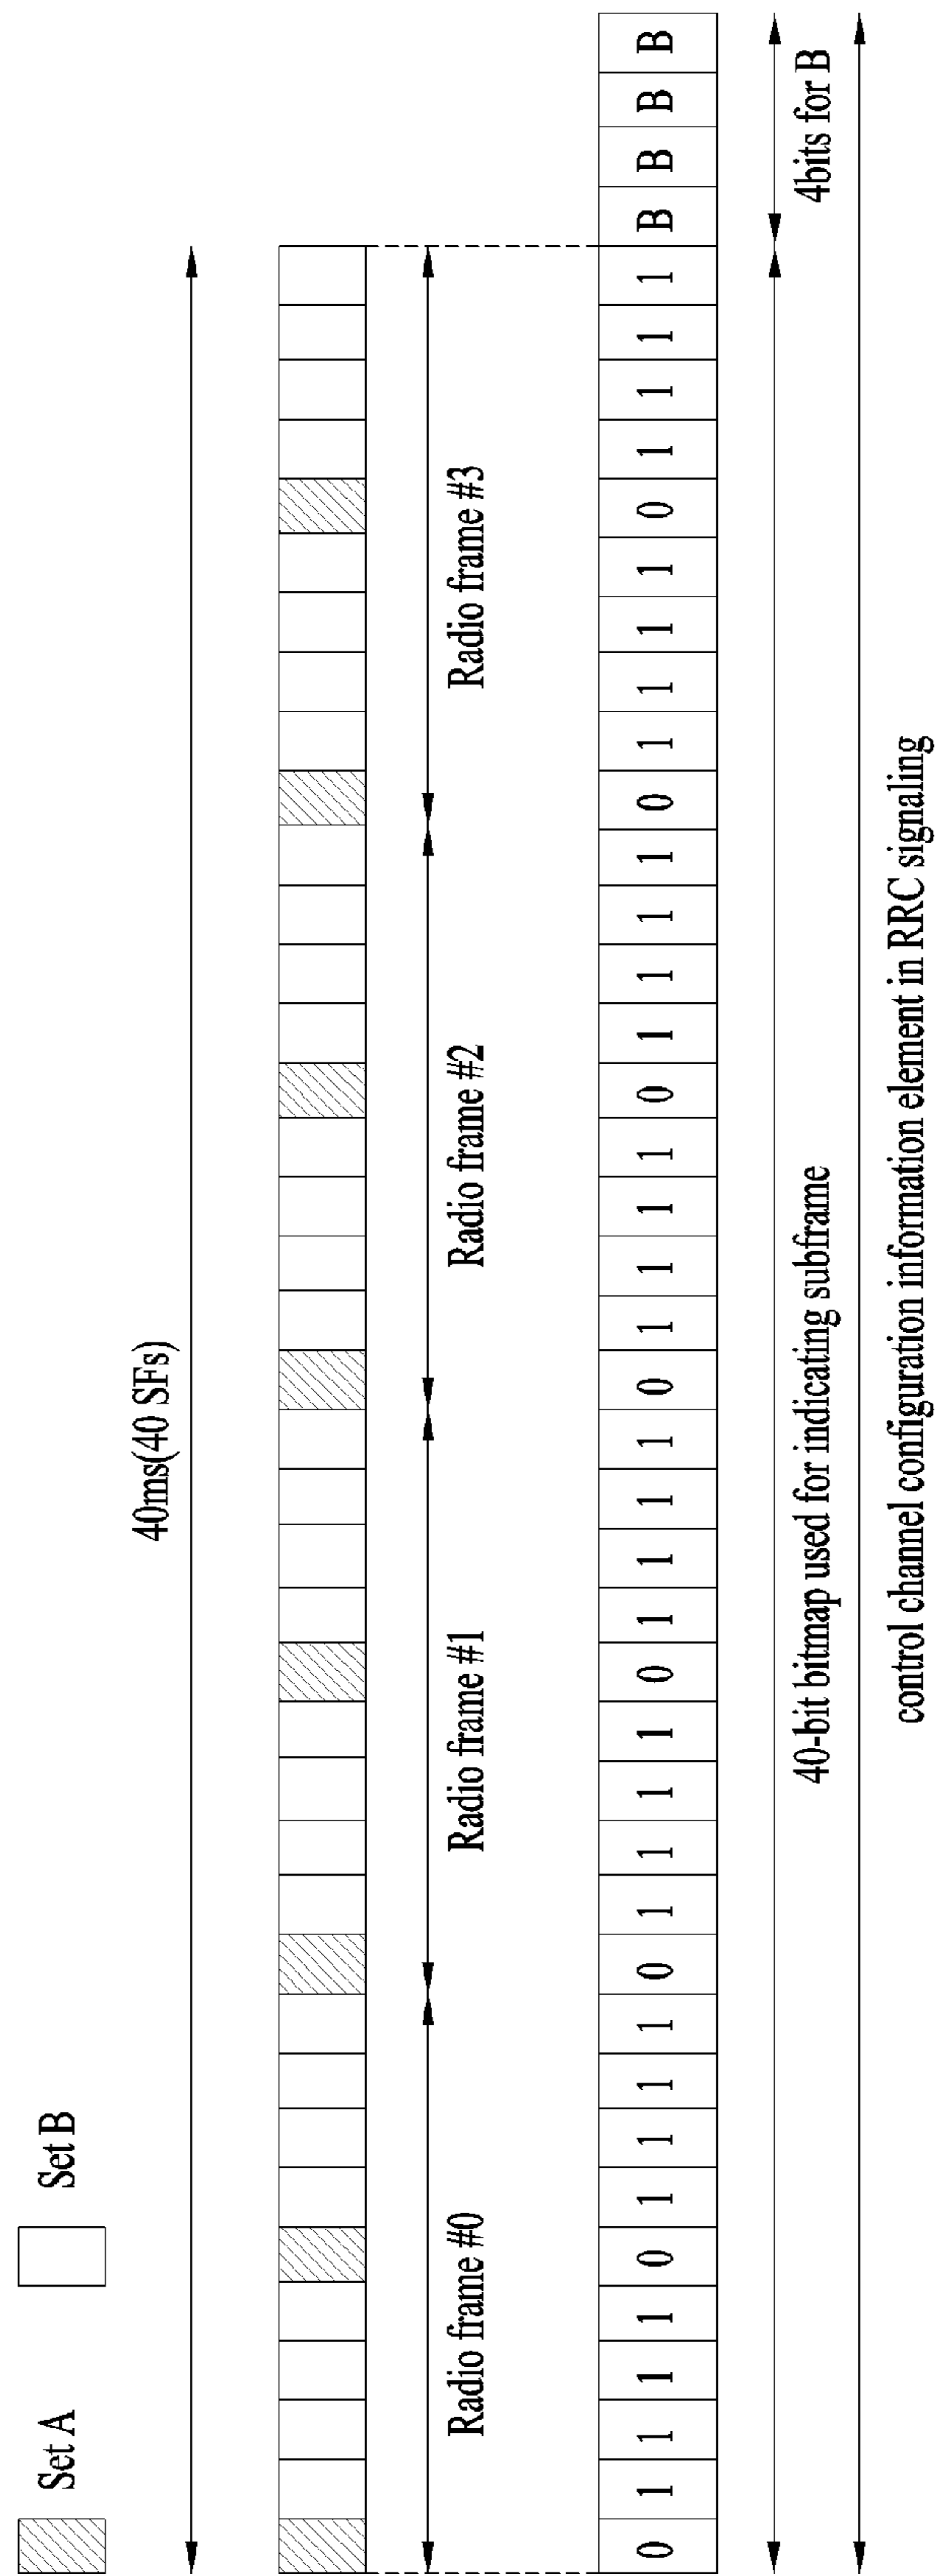 Set A
Set B
40ms(40 SFs)
Radio frame #0
Radio frame #1
Radio frame #2
Radio frame #3
0 1 1 1 1 0 1 1 1 1 0 1 1 1 1 0 1 1 1 1 0 1 1 1 1 0 1 1 1 1 0 1 1 1 1 0 1 1 1 1 B B B B
40-bit bitmap used for indicating subframe
4bits for B
control channel configuration information element in RRC signaling